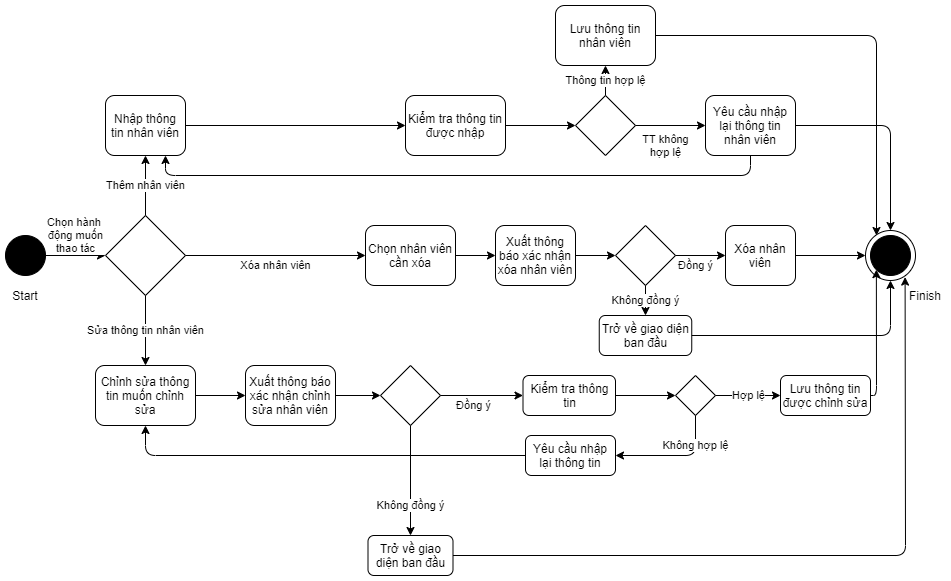 Lưu thông tin
nhân viên
Thông tin hợp lệ
Nhập thông
tin nhân viên
Kiểm tra thông tin
được nhập
TT không
hợp lệ
Yêu cầu nhập
lại thông tin
nhân viên
Thêm nhân viên
Chọn hành
động muốn
thao tác
Start
Xóa nhân viên
Chọn nhân viên
cần xóa
Xuất thông
báo xác nhận
xóa nhân viên
Đồng ý
Xóa nhân
viên
Finish
Không đồng ý
Trở về giao diện
ban đầu
Sửa thông tin nhân viên
Chỉnh sửa thông
tin muốn chỉnh
sửa
Xuất thông báo
xác nhận chỉnh
sửa nhân viên
Đồng ý
Kiểm tra thông
tin
Hợp lệ
Lưu thông tin
được chỉnh sửa
Không hợp lệ
Yêu cầu nhập
lại thông tin
Không đồng ý
Trở về giao
diện ban đầu